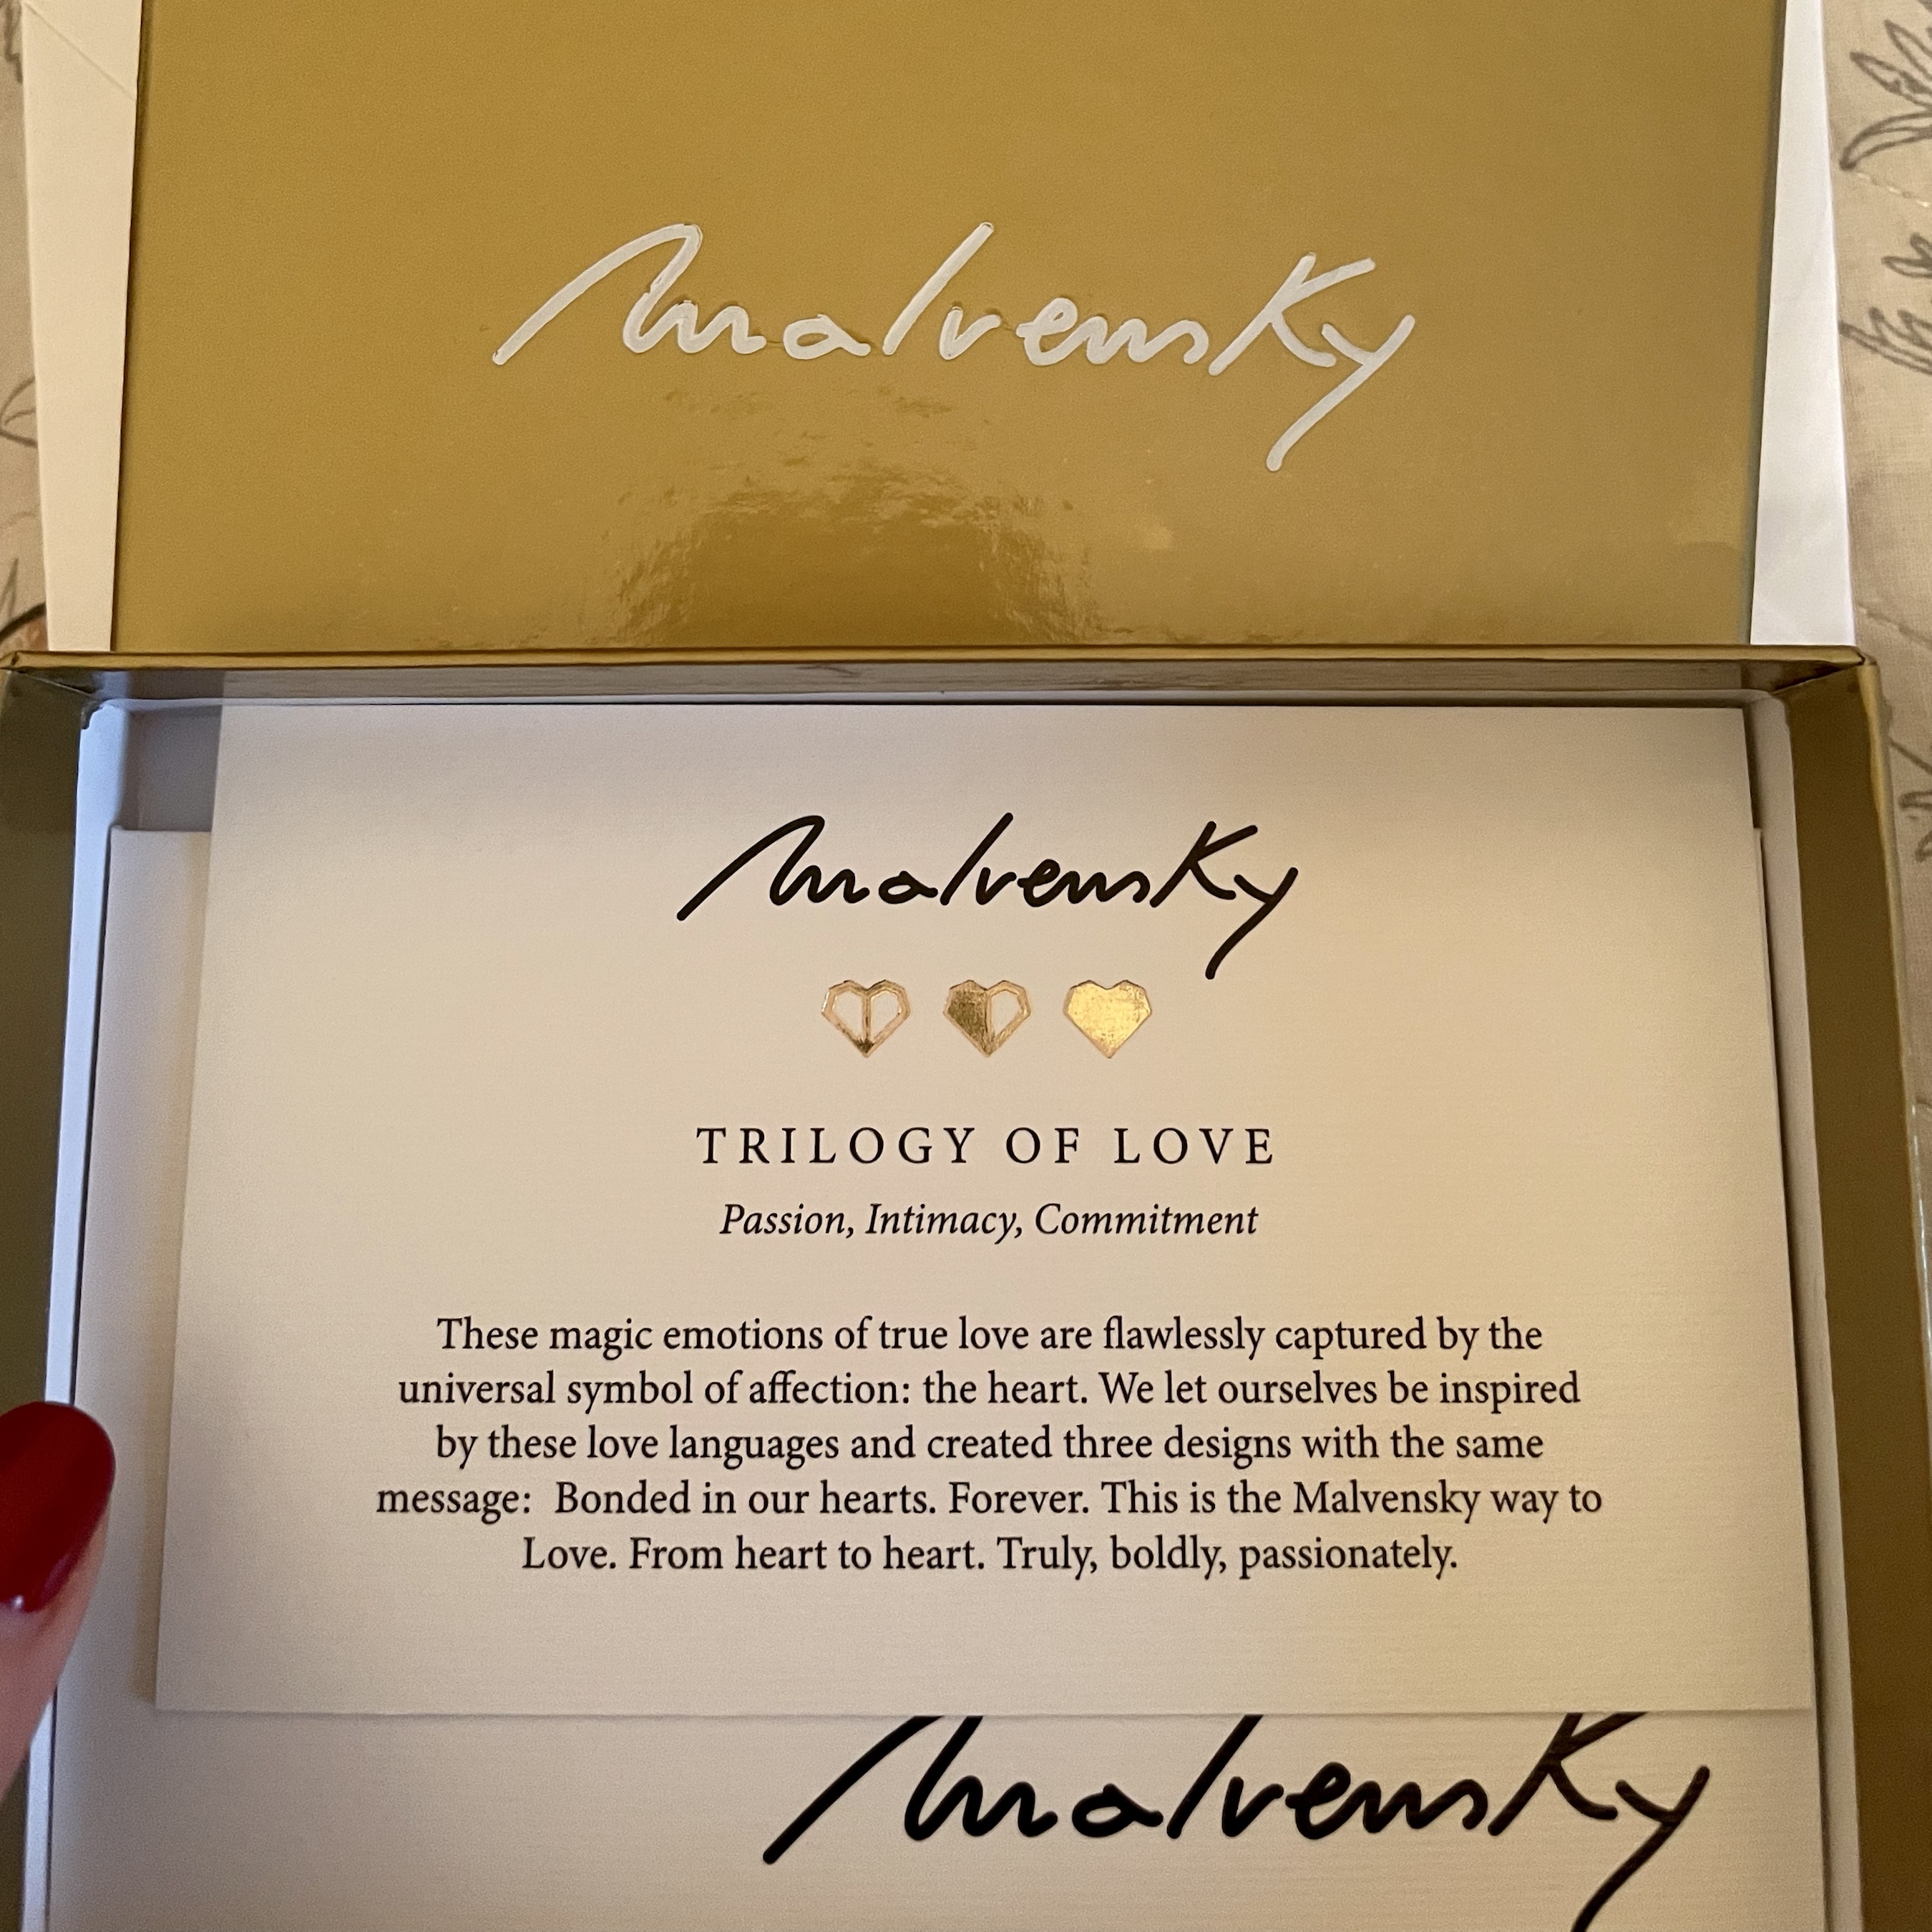 Malvensky
Malvensky
TRILOGY OF LOVE
Passion, Intimacy, Commitment
These magic emotions of true love are flawlessly captured by the
universal symbol of affection: the heart. We let ourselves be inspired
by these love languages and created three designs with the same
message:  Bonded in our hearts. Forever. This is the Malvensky way to
Love. From heart to heart. Truly, boldly, passionately.
Malvensky